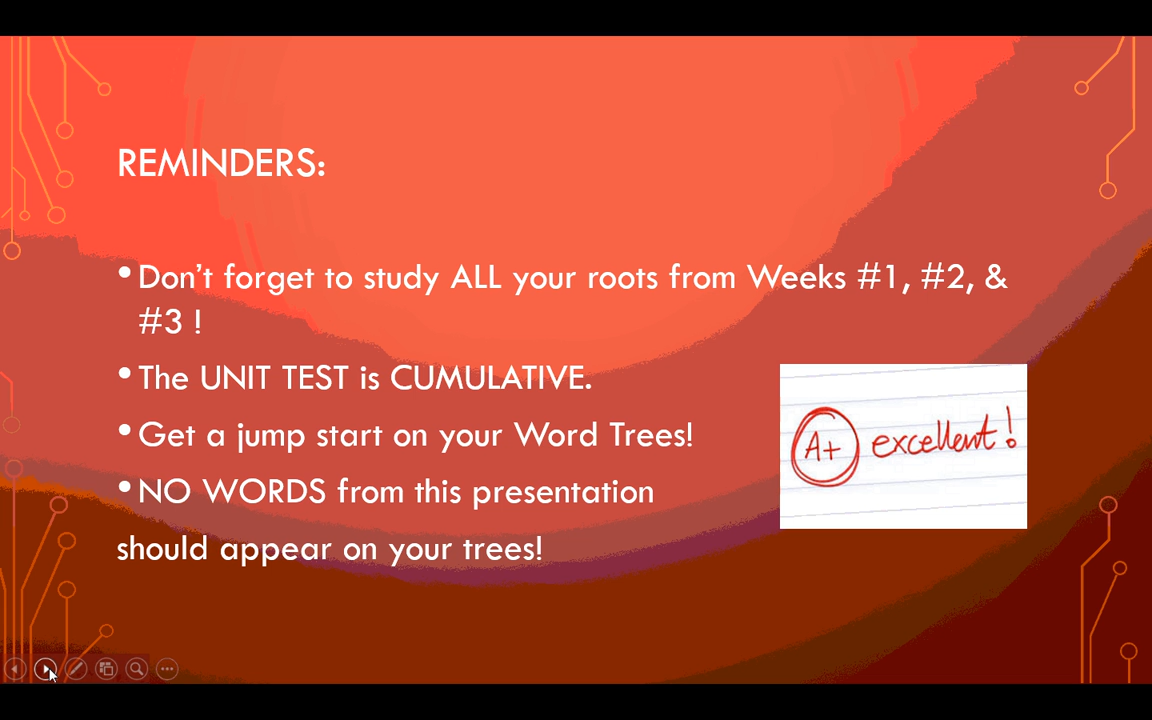 REMINDERS:
• Don't forget to study ALL your roots from Weeks #1, #2, &
#3 !
• The UNIT TEST is CUMULATIVE.
• Get a jump start on your Word Trees!
• NO WORDS from this presentation
should appear on your trees!
A+ excellent!